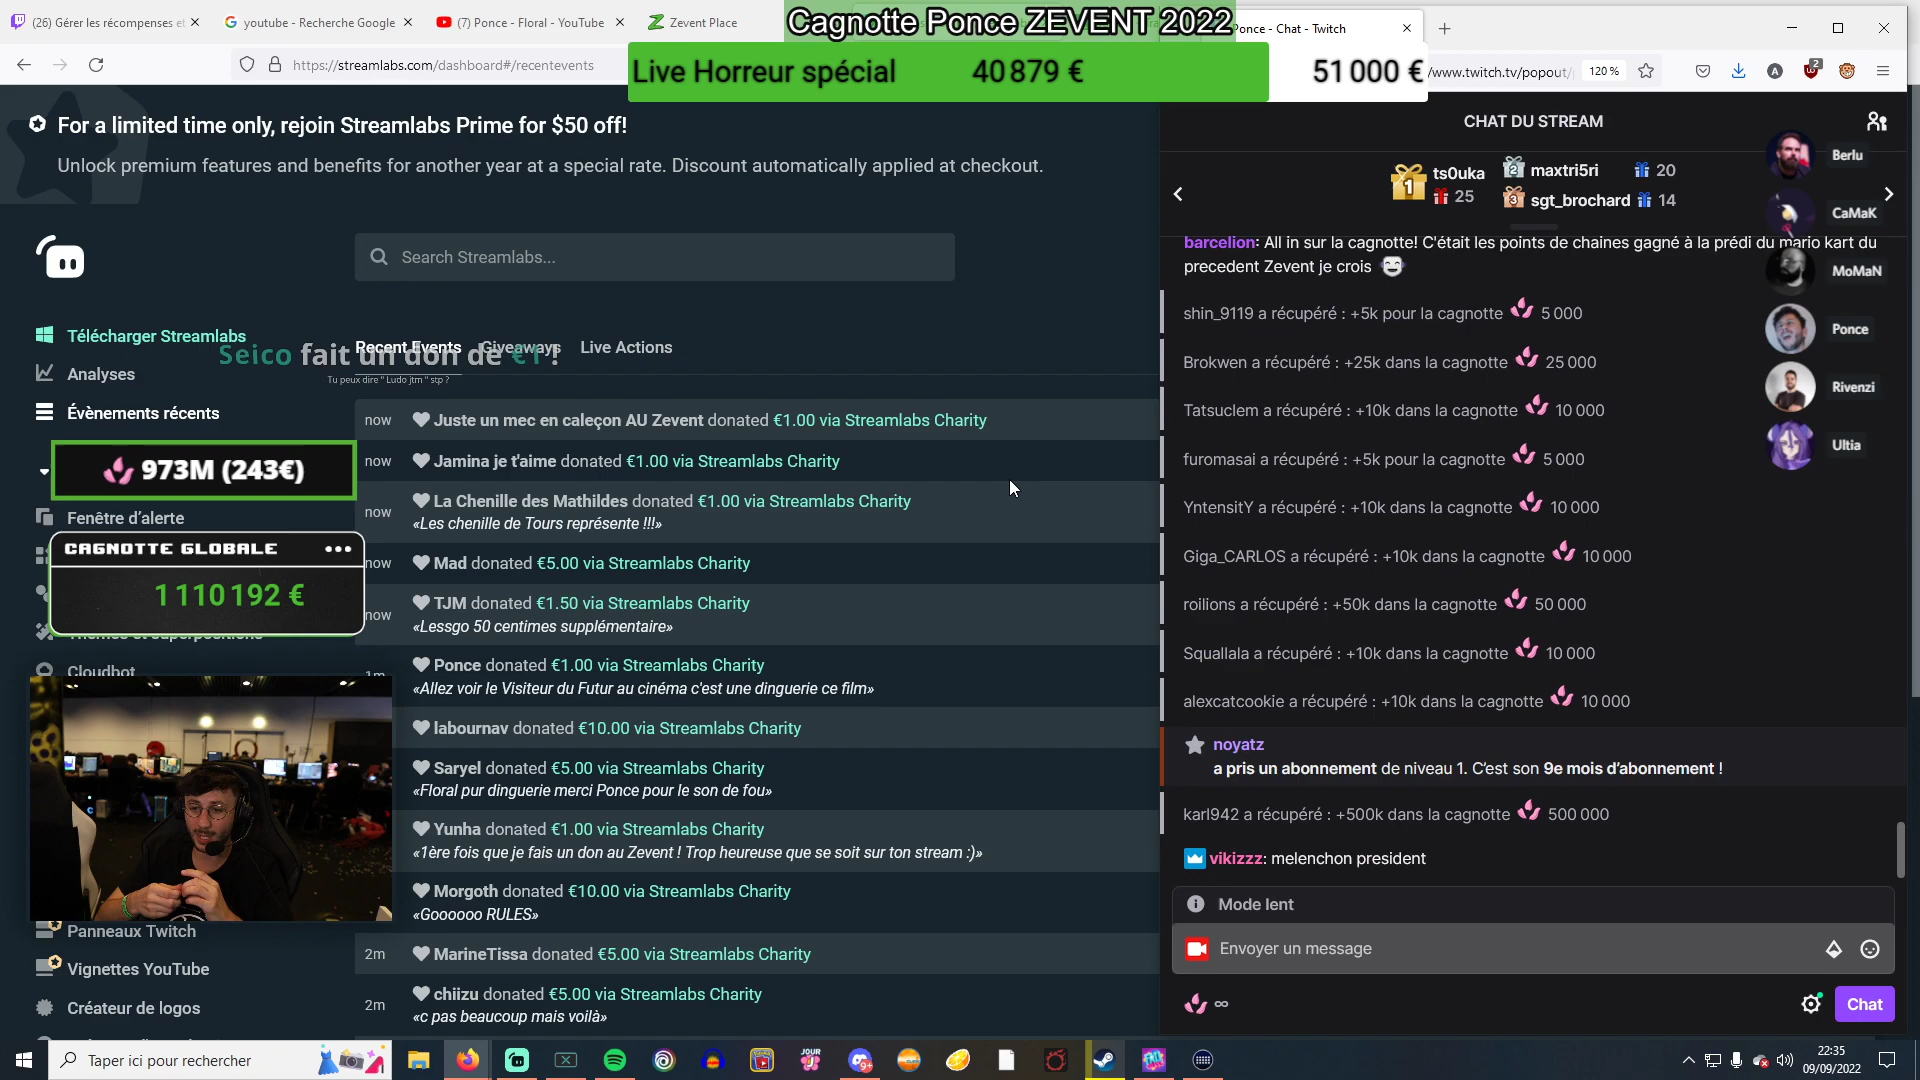 (26) Gérer les récompenses et
youtube - Recherche Google
(7) Ponce - Floral - YouTube
Zevent Place
Cagnotte Ponce ZEVENT 2022
Ponce - Chat - Twitch
https://streamlabs.com/dashboard#/recentevents
Live Horreur spécial 40 879 € 51 000 €
/www.twitch.tv/popout/
120 %
For a limited time only, rejoin Streamlabs Prime for $50 off!
Unlock premium features and benefits for another year at a special rate. Discount automatically applied at checkout.
Search Streamlabs...
Télécharger Streamlabs
Analyses
Évènements récents
973M (243€)
Fenêtre d'alerte
CAGNOTTE GLOBALE
1 110 192 €
Thèmes et superpositions
Cloudbot
Panneaux Twitch
Vignettes YouTube
Créateur de logos
Seico fait un don de €1 !
Tu peux dire " Ludo jtm " stp ?
Recent Events
Giveaways
Live Actions
now Juste un mec en caleçon AU Zevent donated €1.00 via Streamlabs Charity
now Jamina je t'aime donated €1.00 via Streamlabs Charity
now La Chenille des Mathildes donated €1.00 via Streamlabs Charity
«Les chenille de Tours représente !!!»
now Mad donated €5.00 via Streamlabs Charity
now TJM donated €1.50 via Streamlabs Charity
«Lessgo 50 centimes supplémentaire»
1m Ponce donated €1.00 via Streamlabs Charity
«Allez voir le Visiteur du Futur au cinéma c'est une dinguerie ce film»
labournav donated €10.00 via Streamlabs Charity
Saryel donated €5.00 via Streamlabs Charity
«Floral pur dinguerie merci Ponce pour le son de fou»
Yunha donated €1.00 via Streamlabs Charity
«1ère fois que je fais un don au Zevent ! Trop heureuse que se soit sur ton stream :)»
Morgoth donated €10.00 via Streamlabs Charity
«Goooooo RULES»
2m MarineTissa donated €5.00 via Streamlabs Charity
2m chiizu donated €5.00 via Streamlabs Charity
«c pas beaucoup mais voilà»
CHAT DU STREAM
1 ts0uka 25
2 maxtri5ri 20
3 sgt_brochard 14
Berlu
CaMaK
MoMaN
Ponce
Rivenzi
Ultia
barcelion: All in sur la cagnotte! C'était les points de chaines gagné à la prédi du mario kart du
precedent Zevent je crois
shin_9119 a récupéré : +5k pour la cagnotte 5 000
Brokwen a récupéré : +25k dans la cagnotte 25 000
Tatsuclem a récupéré : +10k dans la cagnotte 10 000
furomasai a récupéré : +5k pour la cagnotte 5 000
YntensitY a récupéré : +10k dans la cagnotte 10 000
Giga_CARLOS a récupéré : +10k dans la cagnotte 10 000
roilions a récupéré : +50k dans la cagnotte 50 000
Squallala a récupéré : +10k dans la cagnotte 10 000
alexcatcookie a récupéré : +10k dans la cagnotte 10 000
noyatz
a pris un abonnement de niveau 1. C'est son 9e mois d'abonnement !
karl942 a récupéré : +500k dans la cagnotte 500 000
vikizzz: melenchon president
Mode lent
Envoyer un message
∞
Chat
Taper ici pour rechercher
22:35
09/09/2022